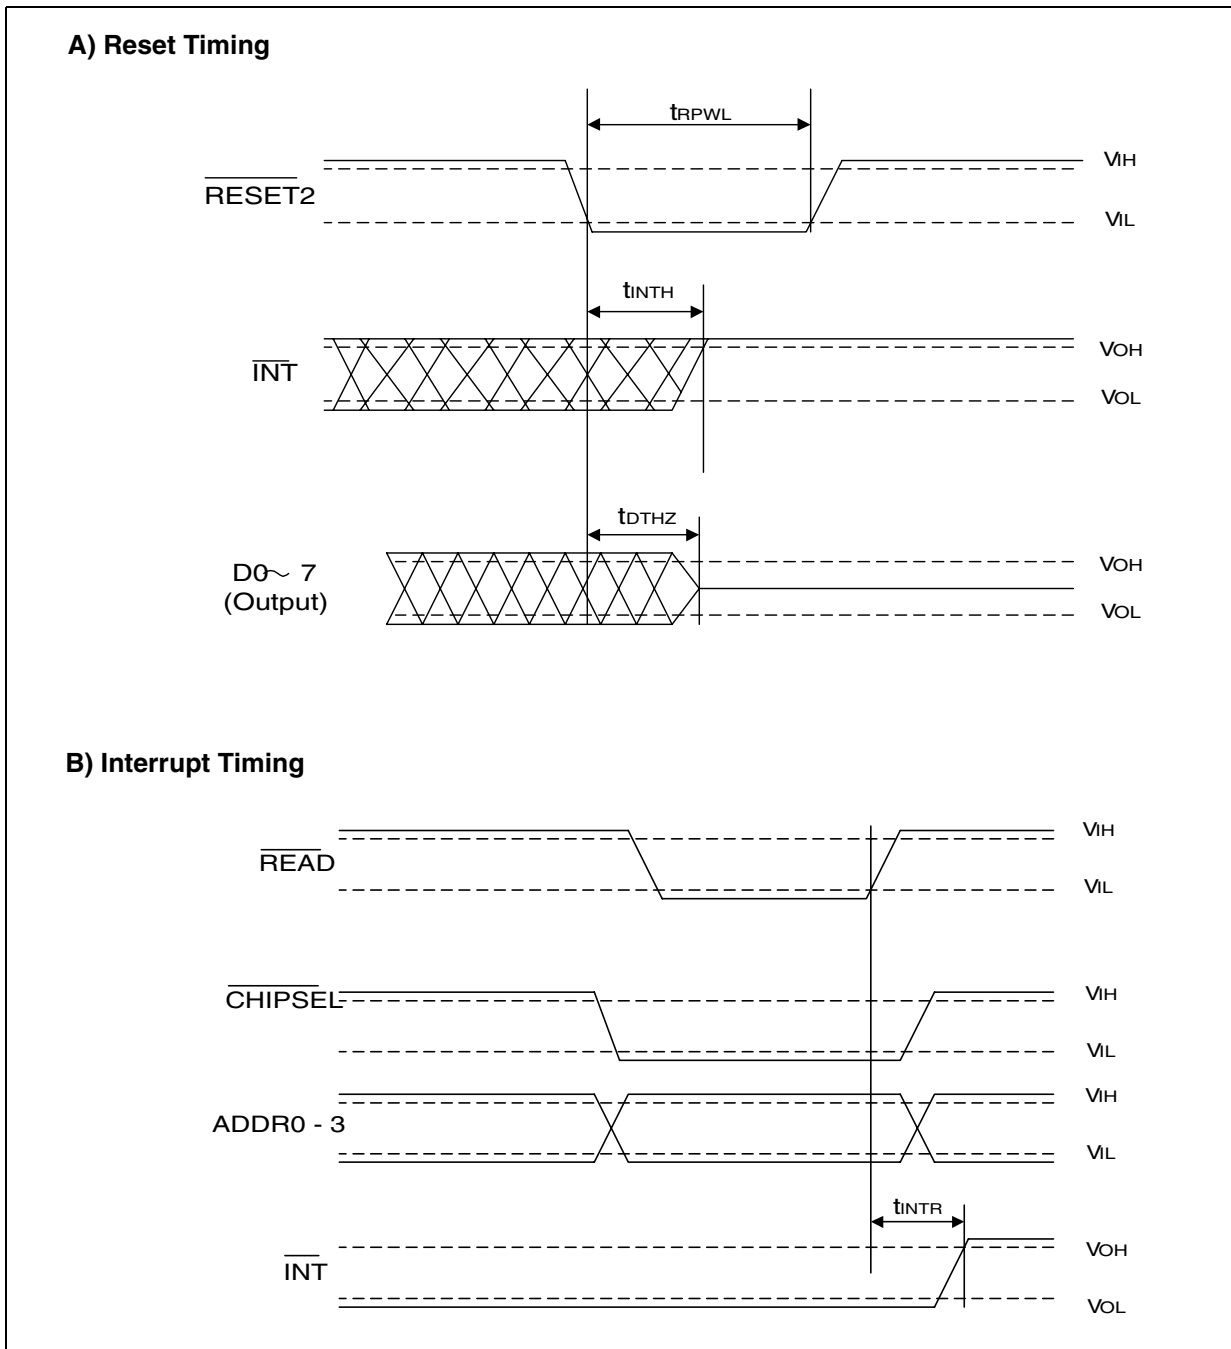 A) Reset Timing
tRPWL
RESET2
VIH
VIL
tINTH
INT
VOH
VOL
tDTHZ
D0~ 7
(Output)
VOH
VOL
B) Interrupt Timing
READ
VIH
VIL
CHIPSEL
VIH
VIL
ADDR0 - 3
VIH
VIL
tINTR
INT
VOH
VOL